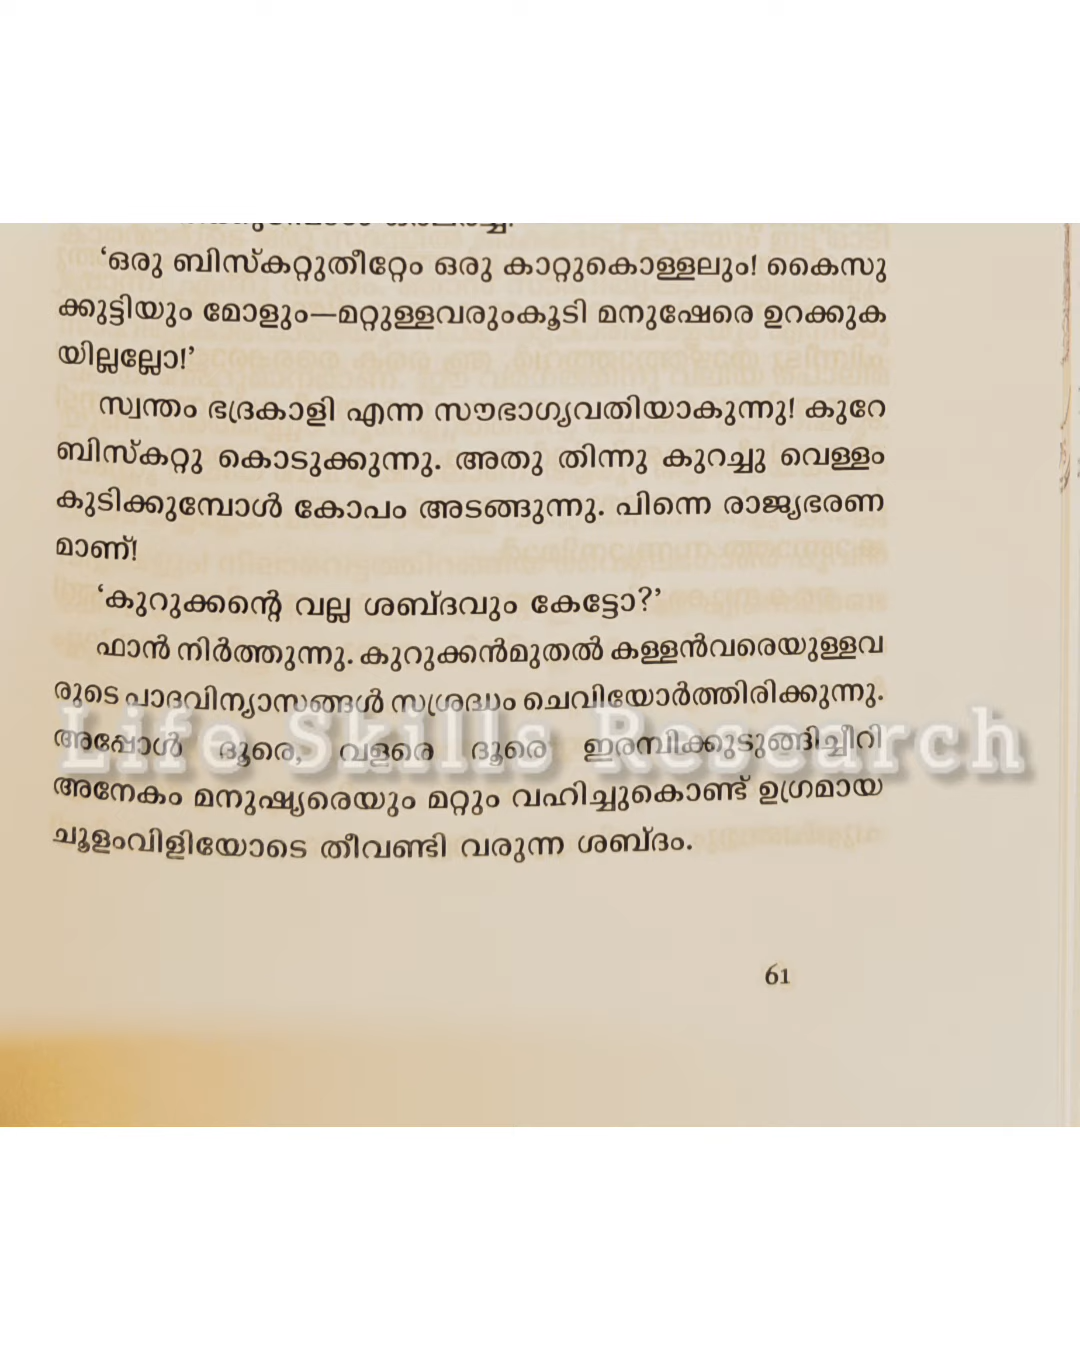 ‘ഒരു ബിസ്കറ്റുതീറ്റേം ഒരു കാറ്റുകൊള്ളലും! കൈസു
ക്കുട്ടിയും മോളും—മറ്റുള്ളവരുംകൂടി മനുഷേരെ ഉറക്കുക
യില്ലല്ലോ!’
സ്വന്തം ഭദ്രകാളി എന്ന സൗഭാഗ്യവതിയാകുന്നു! കുറേ
ബിസ്കറ്റു കൊടുക്കുന്നു. അതു തിന്നു കുറച്ചു വെള്ളം
കുടിക്കുമ്പോൾ കോപം അടങ്ങുന്നു. പിന്നെ രാജ്യഭരണ
മാണ്!
‘കുറുക്കന്റെ വല്ല ശബ്ദവും കേട്ടോ?’
ഫാൻ നിർത്തുന്നു. കുറുക്കൻമുതൽ കള്ളൻവരെയുള്ളവ
രുടെ പാദവിന്യാസങ്ങൾ സശ്രദ്ധം ചെവിയോർത്തിരിക്കുന്നു.
അപ്പോൾ ദൂരെ, വളരെ ദൂരെ ഇരമ്പിക്കുടുങ്ങിച്ചീറി
അനേകം മനുഷ്യരെയും മറ്റും വഹിച്ചുകൊണ്ട് ഉഗ്രമായ
ചൂളംവിളിയോടെ തീവണ്ടി വരുന്ന ശബ്ദം.
Life Skills Research
61